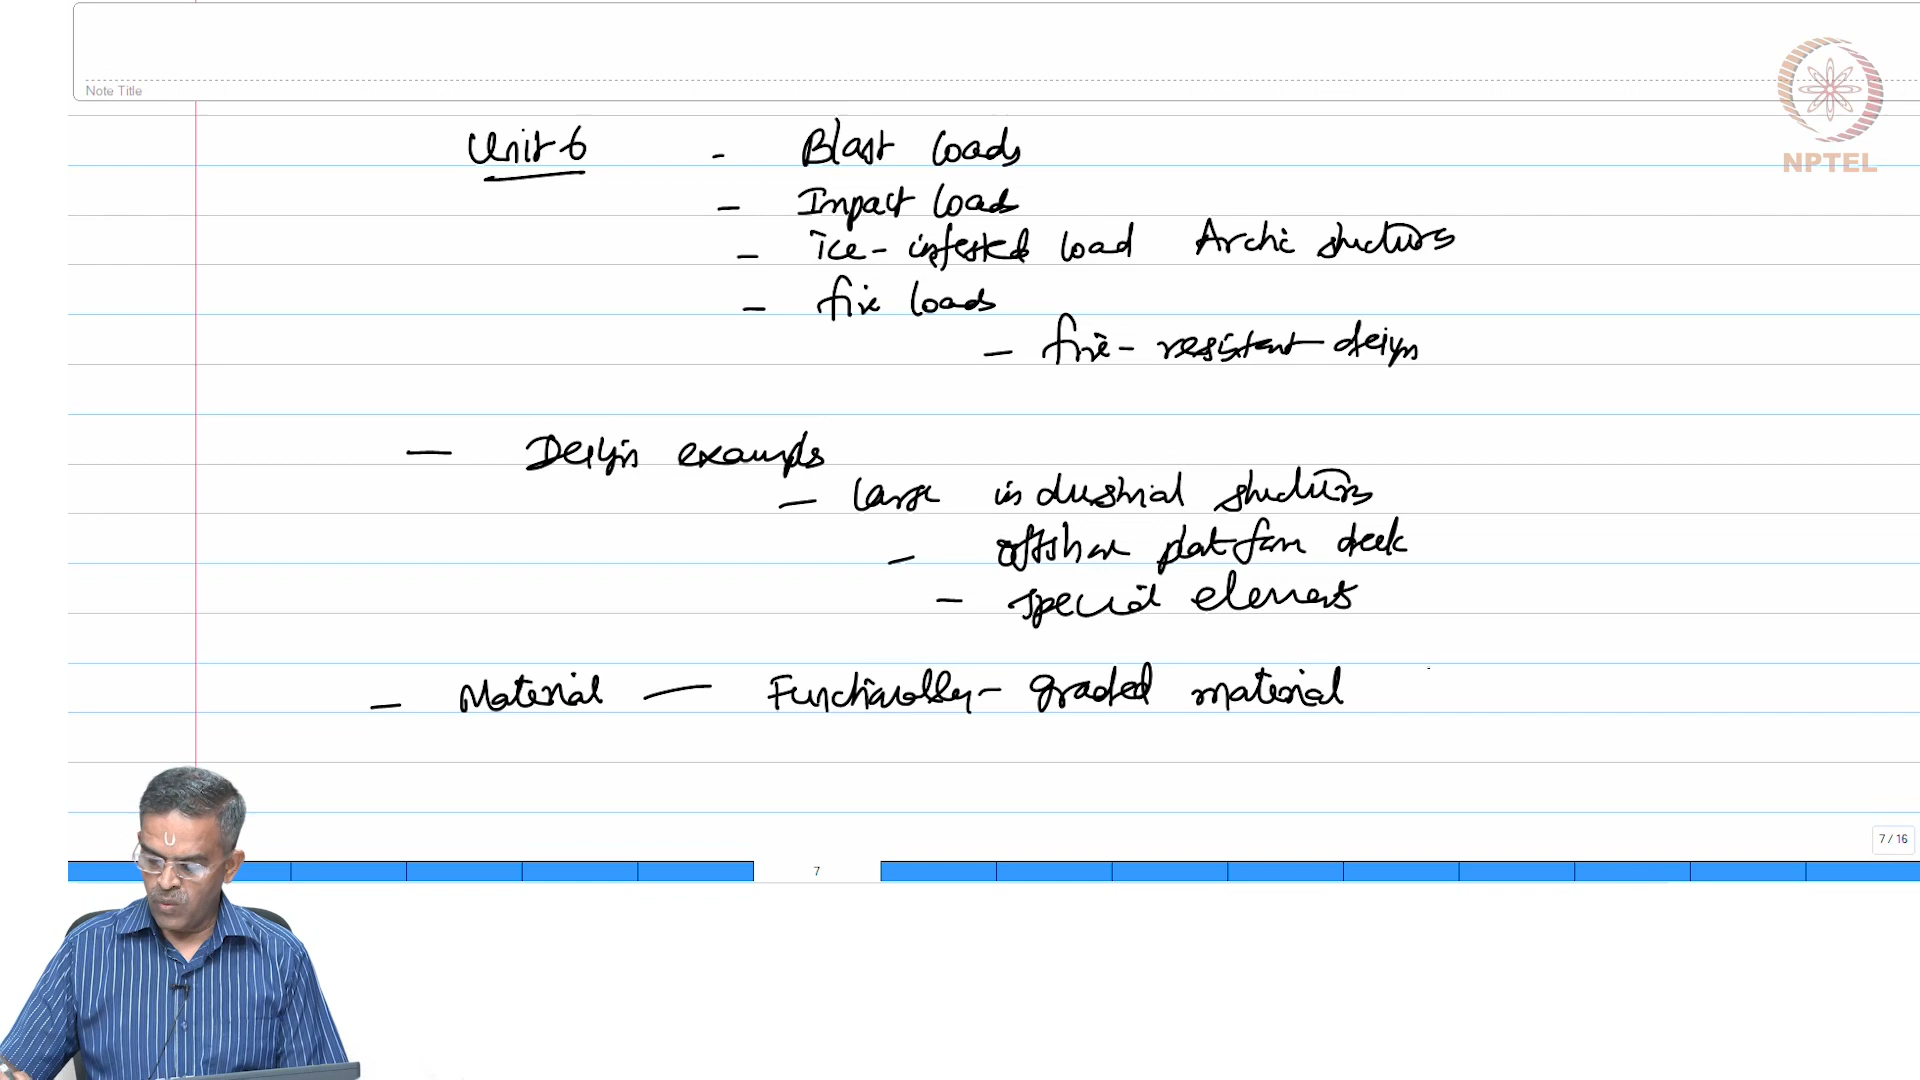 Note Title
NPTEL
Unit 6 - Blast loads
- Impact loads
- ice-infested load Arctic structures
- fire loads
- fire-resistant design
- Design examples
- large industrial structures
- offshore platform deck
- special elements
- Material - Functionally-graded material
7 / 16
7